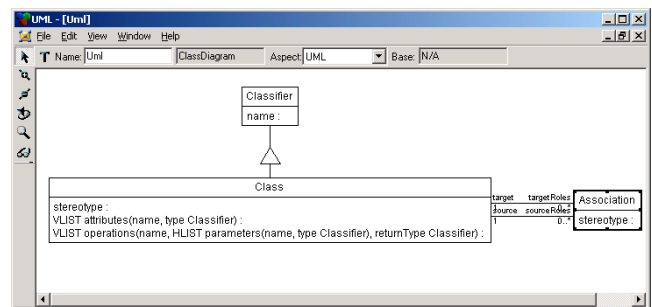 UML - [Uml]
File Edit View Window Help
T Name: Uml ClassDiagram Aspect: UML Base: N/A
Classifier
name :
Class
stereotype :
VLIST attributes(name, type Classifier) :
VLIST operations(name, HLIST parameters(name, type Classifier), returnType Classifier) :
target targetRoles
1 0..*
source sourceRoles
1 0..*
Association
stereotype :